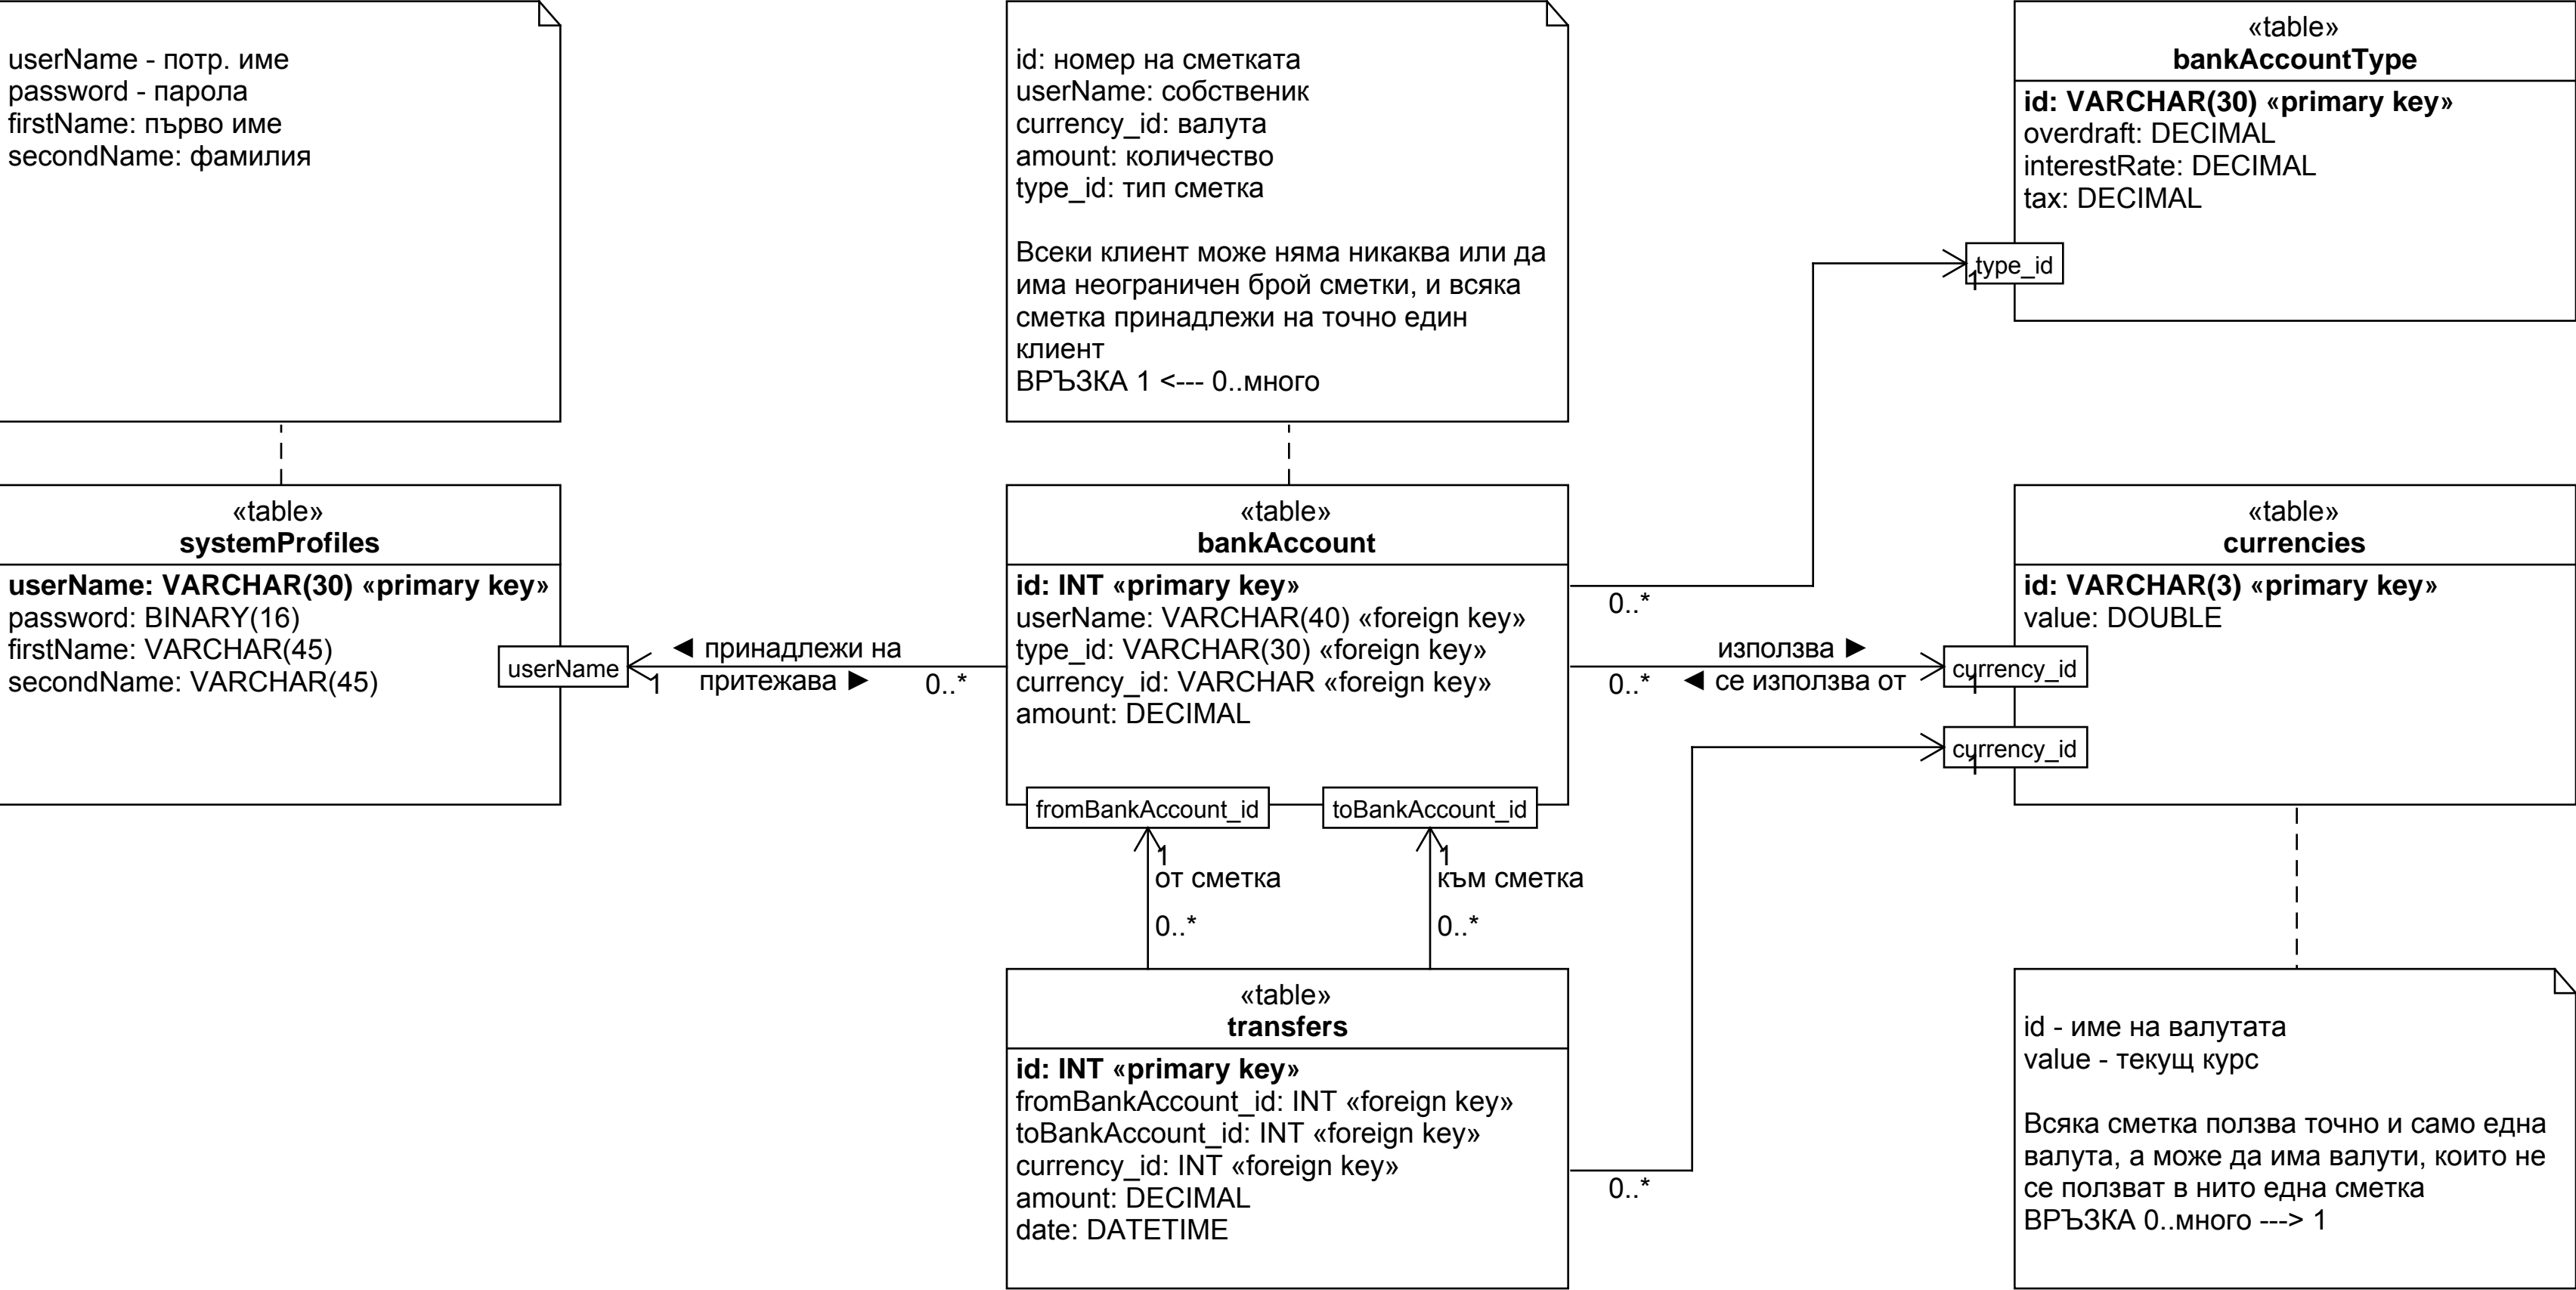 userName - потр. име
password - парола
firstName: първо име
secondName: фамилия
id: номер на сметката
userName: собственик
currency_id: валута
amount: количество
type_id: тип сметка
Всеки клиент може няма никаква или да
има неограничен брой сметки, и всяка
сметка принадлежи на точно един
клиент
ВРЪЗКА 1 <--- 0..много
«table»
bankAccountType
id: VARCHAR(30) «primary key»
overdraft: DECIMAL
interestRate: DECIMAL
tax: DECIMAL
type_id
1
«table»
systemProfiles
userName: VARCHAR(30) «primary key»
password: BINARY(16)
firstName: VARCHAR(45)
secondName: VARCHAR(45)
userName
1
◄ принадлежи на
притежава ►
0..*
«table»
bankAccount
id: INT «primary key»
userName: VARCHAR(40) «foreign key»
type_id: VARCHAR(30) «foreign key»
currency_id: VARCHAR «foreign key»
amount: DECIMAL
fromBankAccount_id
toBankAccount_id
0..*
използва ►
0..*
◄ се използва от
«table»
currencies
id: VARCHAR(3) «primary key»
value: DOUBLE
currency_id
1
currency_id
1
1
от сметка
0..*
1
към сметка
0..*
«table»
transfers
id: INT «primary key»
fromBankAccount_id: INT «foreign key»
toBankAccount_id: INT «foreign key»
currency_id: INT «foreign key»
amount: DECIMAL
date: DATETIME
0..*
id - име на валутата
value - текущ курс
Всяка сметка ползва точно и само една
валута, а може да има валути, които не
се ползват в нито една сметка
ВРЪЗКА 0..много ---> 1